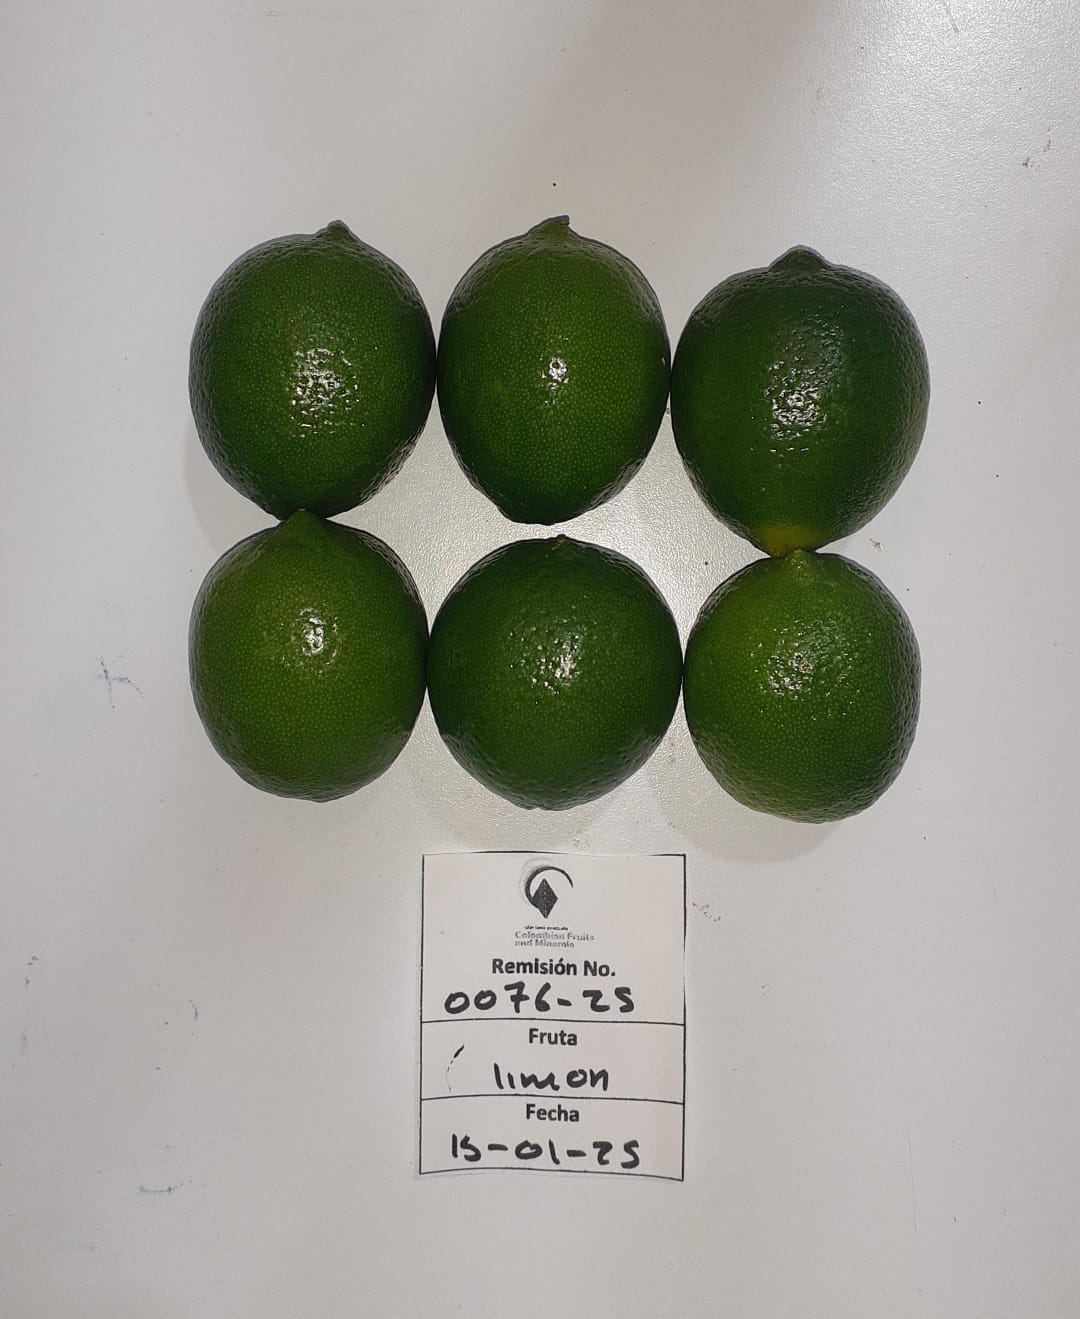 Colombian Fruits
and Minerals
Remisión No.
0076-25
Fruta
limon
Fecha
15-01-25